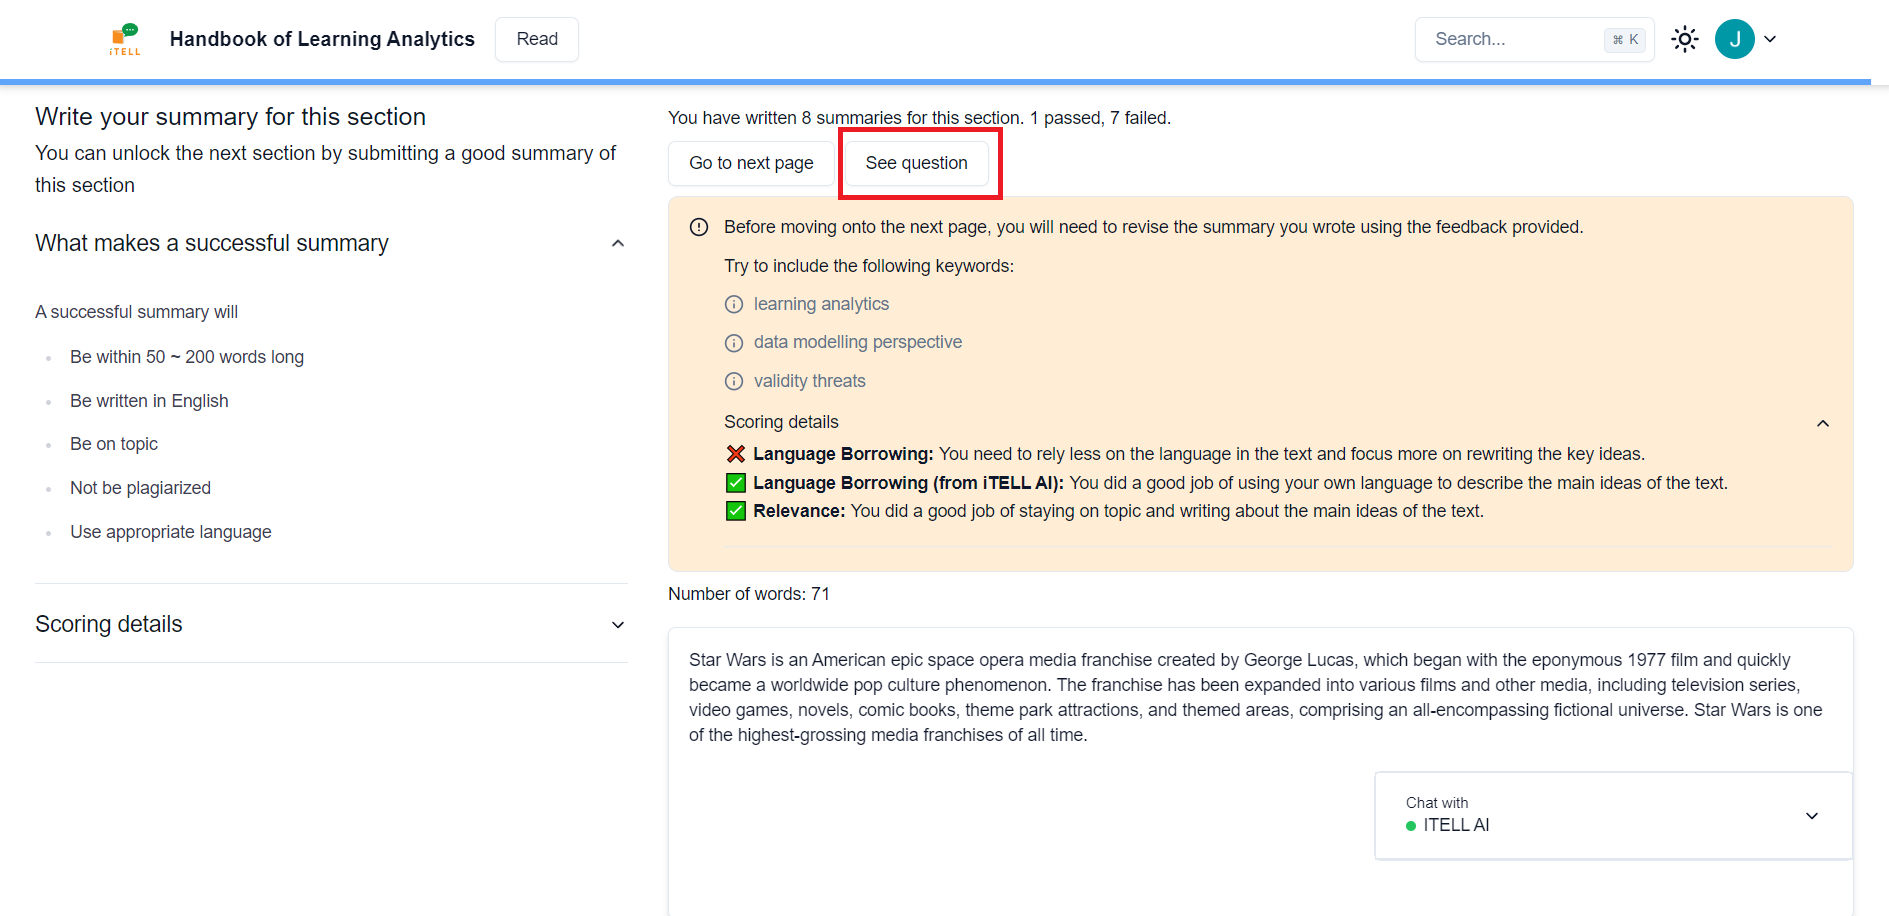 iTELL
Handbook of Learning Analytics
Read
Search...
⌘ K
J
Write your summary for this section
You can unlock the next section by submitting a good summary of
this section
What makes a successful summary
A successful summary will
Be within 50 ~ 200 words long
Be written in English
Be on topic
Not be plagiarized
Use appropriate language
Scoring details
You have written 8 summaries for this section. 1 passed, 7 failed.
Go to next page
See question
Before moving onto the next page, you will need to revise the summary you wrote using the feedback provided.
Try to include the following keywords:
learning analytics
data modelling perspective
validity threats
Scoring details
❌ Language Borrowing: You need to rely less on the language in the text and focus more on rewriting the key ideas.
✅ Language Borrowing (from iTELL AI): You did a good job of using your own language to describe the main ideas of the text.
✅ Relevance: You did a good job of staying on topic and writing about the main ideas of the text.
Number of words: 71
Star Wars is an American epic space opera media franchise created by George Lucas, which began with the eponymous 1977 film and quickly
became a worldwide pop culture phenomenon. The franchise has been expanded into various films and other media, including television series,
video games, novels, comic books, theme park attractions, and themed areas, comprising an all-encompassing fictional universe. Star Wars is one
of the highest-grossing media franchises of all time.
Chat with
ITELL AI